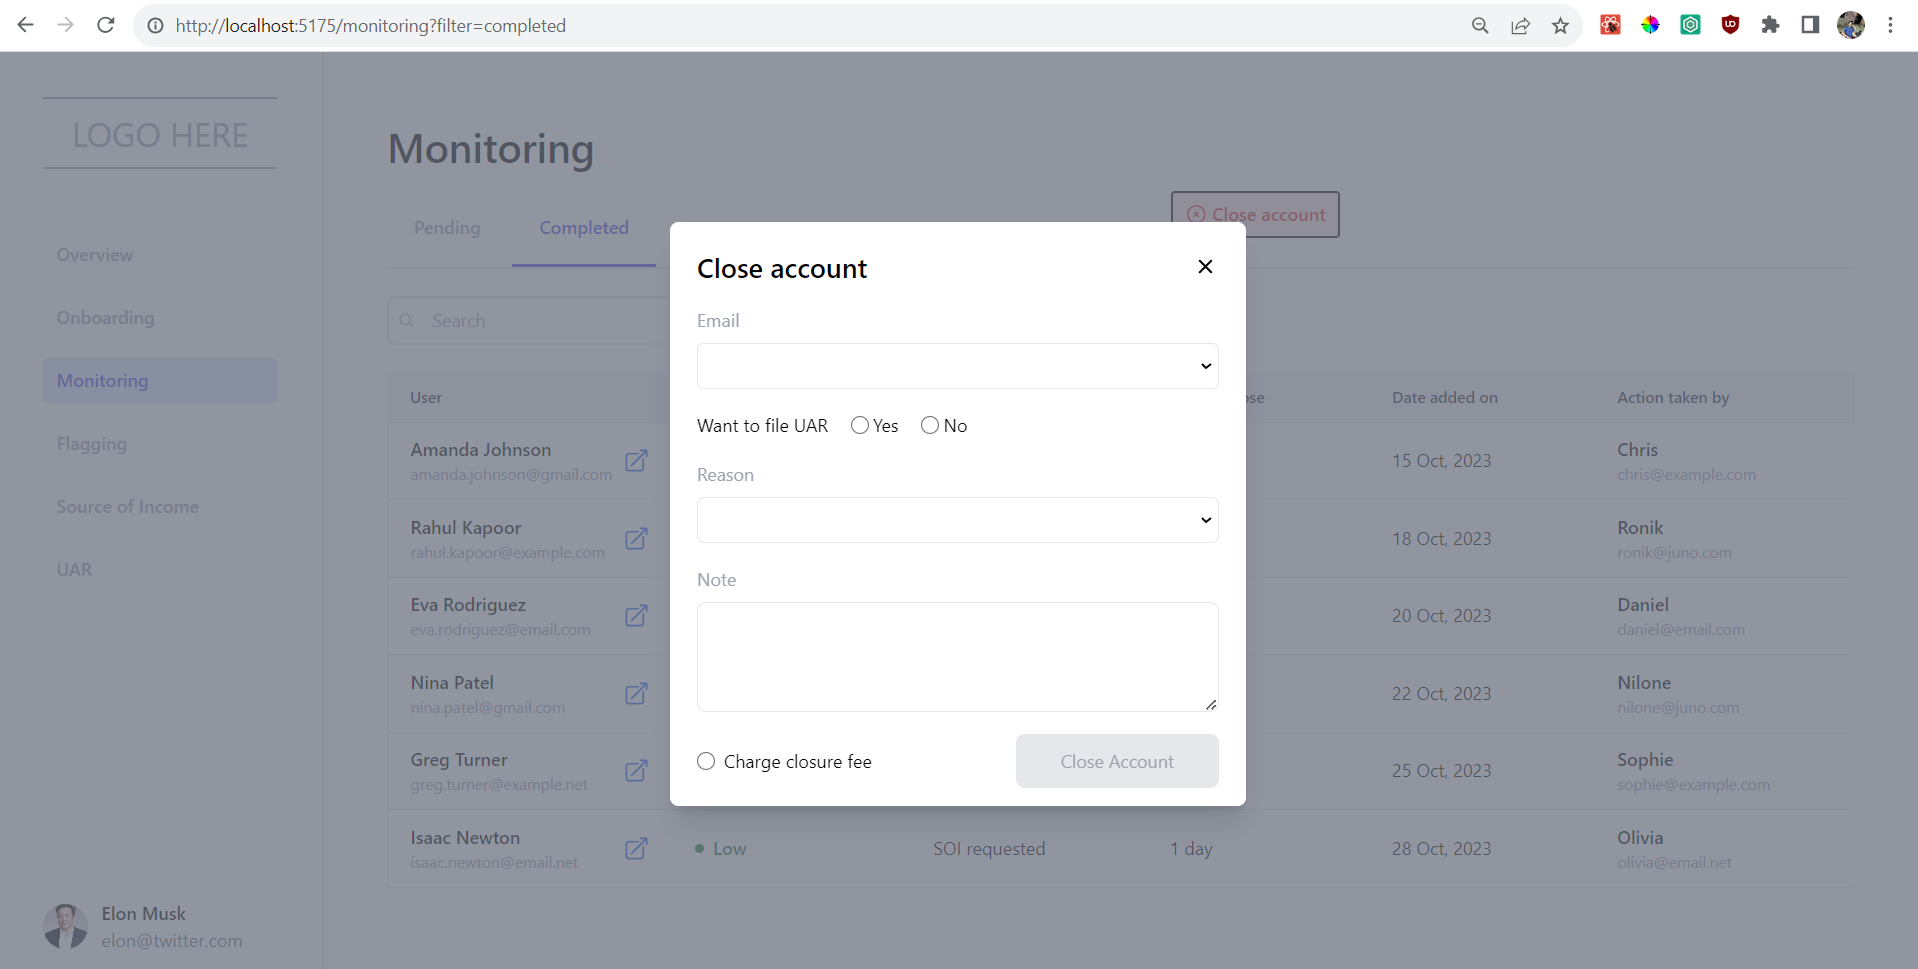 http://localhost:5175/monitoring?filter=completed
LOGO HERE
Overview
Onboarding
Monitoring
Flagging
Source of Income
UAR
Elon Musk
elon@twitter.com
Monitoring
Pending
Completed
Close account
Search
User
Date added on
Action taken by
Amanda Johnson
amanda.johnson@gmail.com
15 Oct, 2023
Chris
chris@example.com
Rahul Kapoor
rahul.kapoor@example.com
18 Oct, 2023
Ronik
ronik@juno.com
Eva Rodriguez
eva.rodriguez@email.com
20 Oct, 2023
Daniel
daniel@email.com
Nina Patel
nina.patel@gmail.com
22 Oct, 2023
Nilone
nilone@juno.com
Greg Turner
greg.turner@example.net
25 Oct, 2023
Sophie
sophie@example.com
Isaac Newton
isaac.newton@email.net
Low
SOI requested
1 day
28 Oct, 2023
Olivia
olivia@email.net
Close account
Email
Want to file UAR Yes No
Reason
Note
Charge closure fee
Close Account